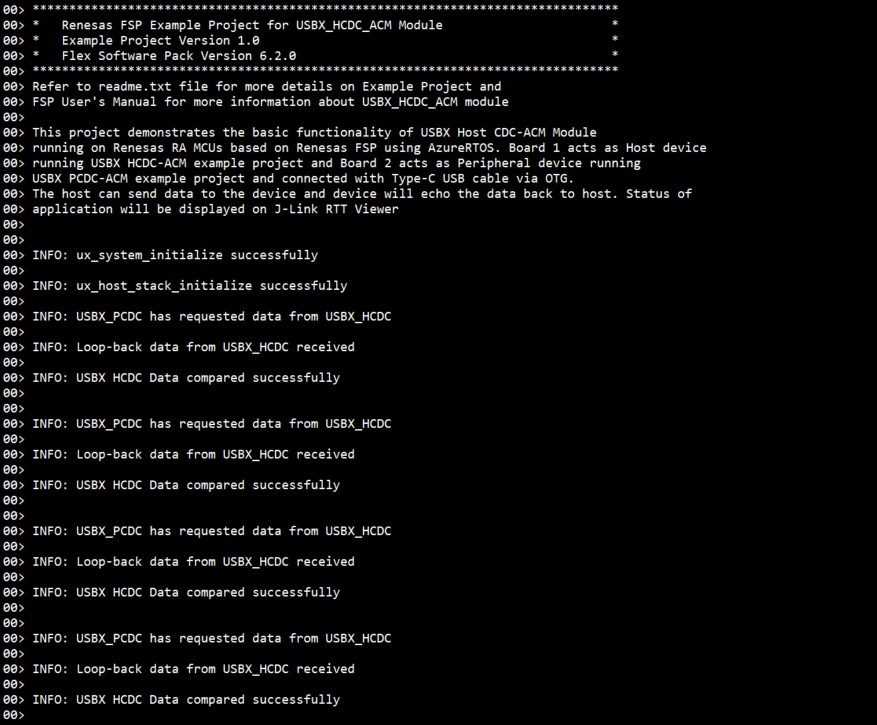 00> ********************************************************************************
00> *   Renesas FSP Example Project for USBX_HCDC_ACM Module                       *
00> *   Example Project Version 1.0                                                *
00> *   Flex Software Pack Version 6.2.0                                           *
00> ********************************************************************************
00> Refer to readme.txt file for more details on Example Project and
00> FSP User's Manual for more information about USBX_HCDC_ACM module
00>
00> This project demonstrates the basic functionality of USBX Host CDC-ACM Module
00> running on Renesas RA MCUs based on Renesas FSP using AzureRTOS. Board 1 acts as Host device
00> running USBX HCDC-ACM example project and Board 2 acts as Peripheral device running
00> USBX PCDC-ACM example project and connected with Type-C USB cable via OTG.
00> The host can send data to the device and device will echo the data back to host. Status of
00> application will be displayed on J-Link RTT Viewer
00>
00>
00> INFO: ux_system_initialize successfully
00>
00> INFO: ux_host_stack_initialize successfully
00>
00> INFO: USBX_PCDC has requested data from USBX_HCDC
00>
00> INFO: Loop-back data from USBX_HCDC received
00>
00> INFO: USBX HCDC Data compared successfully
00>
00>
00> INFO: USBX_PCDC has requested data from USBX_HCDC
00>
00> INFO: Loop-back data from USBX_HCDC received
00>
00> INFO: USBX HCDC Data compared successfully
00>
00>
00> INFO: USBX_PCDC has requested data from USBX_HCDC
00>
00> INFO: Loop-back data from USBX_HCDC received
00>
00> INFO: USBX HCDC Data compared successfully
00>
00>
00> INFO: USBX_PCDC has requested data from USBX_HCDC
00>
00> INFO: Loop-back data from USBX_HCDC received
00>
00> INFO: USBX HCDC Data compared successfully
00>